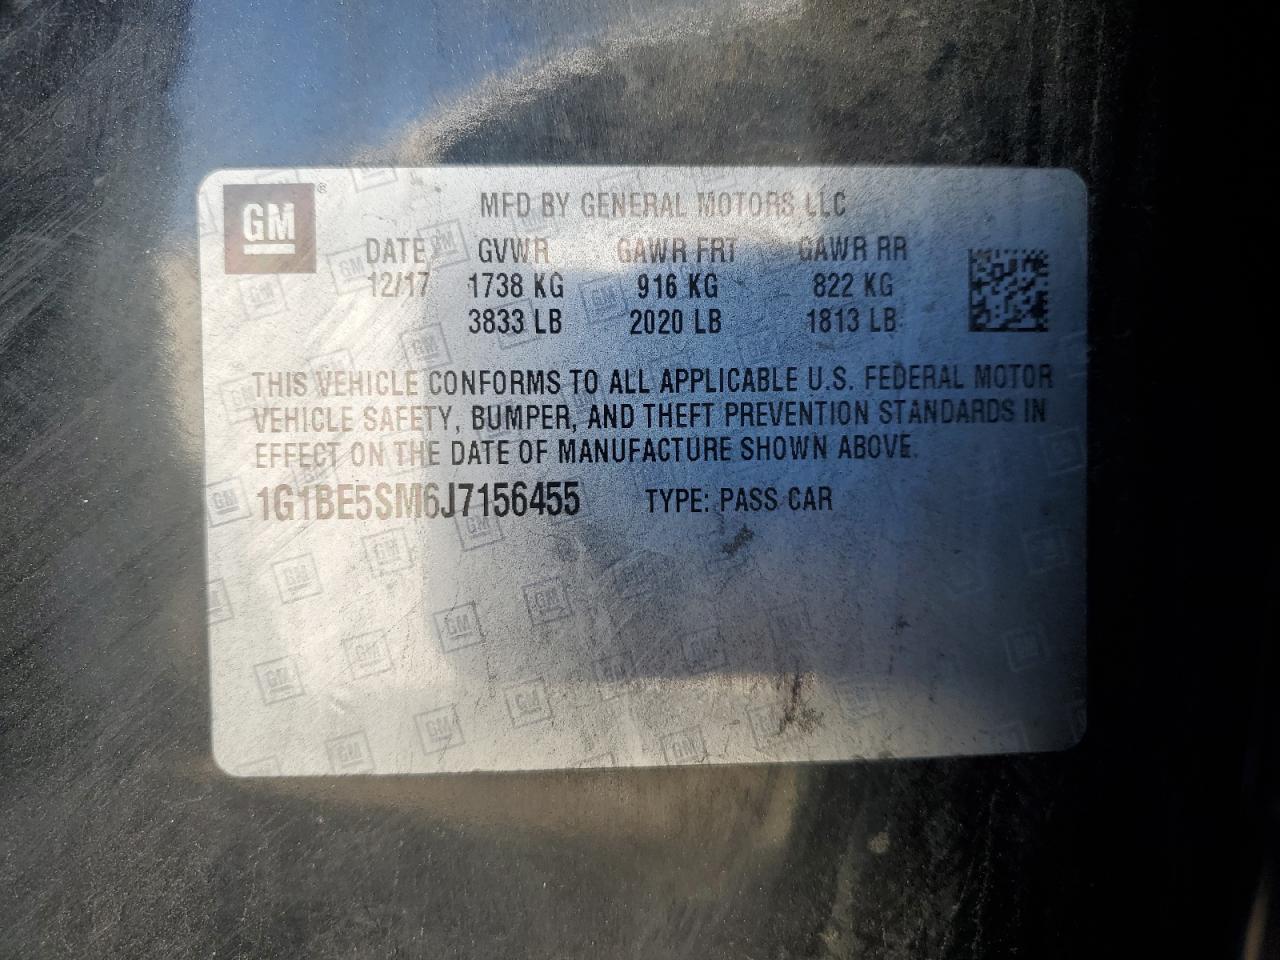 GM ® MFD BY GENERAL MOTORS LLC
DATE GVWR GAWR FRT GAWR RR
12/17 1738 KG 916 KG 822 KG
3833 LB 2020 LB 1813 LB
THIS VEHICLE CONFORMS TO ALL APPLICABLE U.S. FEDERAL MOTOR
VEHICLE SAFETY, BUMPER, AND THEFT PREVENTION STANDARDS IN
EFFECT ON THE DATE OF MANUFACTURE SHOWN ABOVE.
1G1BE5SM6J7156455 TYPE: PASS CAR